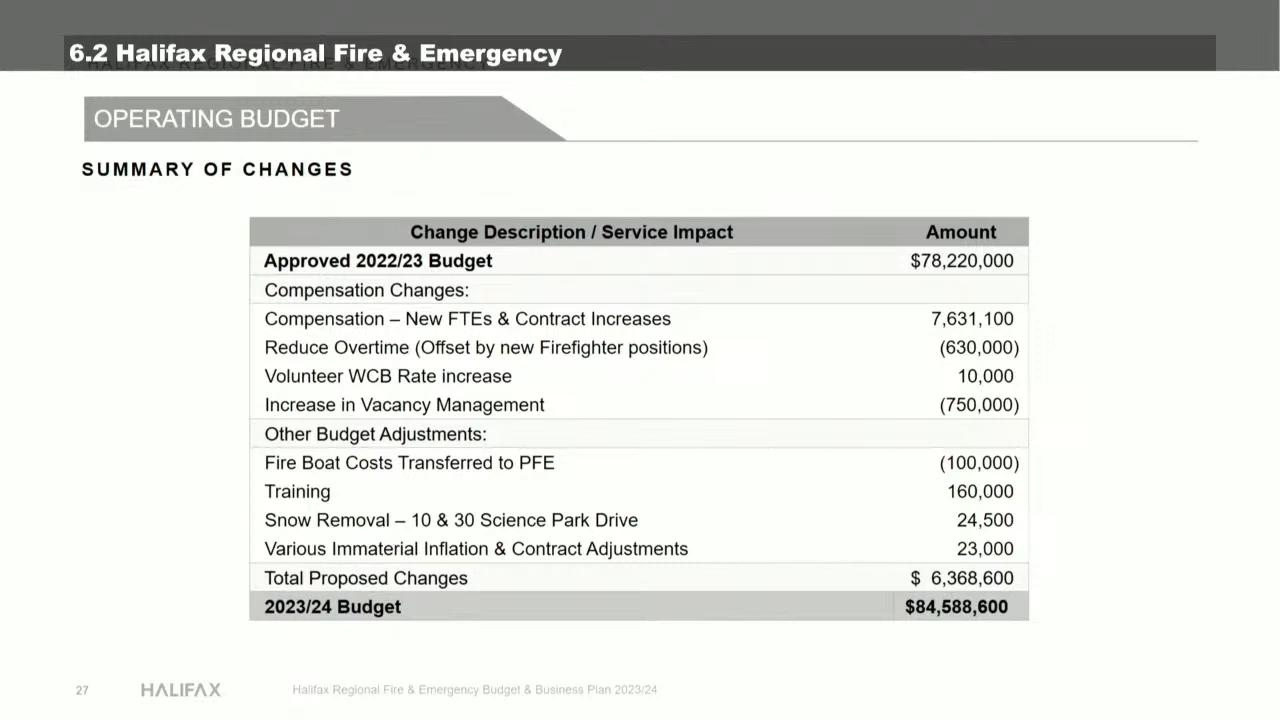 6.2 Halifax Regional Fire & Emergency
HALIFAX REGIONAL FIRE & EMERGENCY
OPERATING BUDGET
SUMMARY OF CHANGES
Change Description / Service Impact Amount
Approved 2022/23 Budget $78,220,000
Compensation Changes:
Compensation – New FTEs & Contract Increases 7,631,100
Reduce Overtime (Offset by new Firefighter positions) (630,000)
Volunteer WCB Rate increase 10,000
Increase in Vacancy Management (750,000)
Other Budget Adjustments:
Fire Boat Costs Transferred to PFE (100,000)
Training 160,000
Snow Removal – 10 & 30 Science Park Drive 24,500
Various Immaterial Inflation & Contract Adjustments 23,000
Total Proposed Changes $ 6,368,600
2023/24 Budget $84,588,600
27 HALIFAX Halifax Regional Fire & Emergency Budget & Business Plan 2023/24